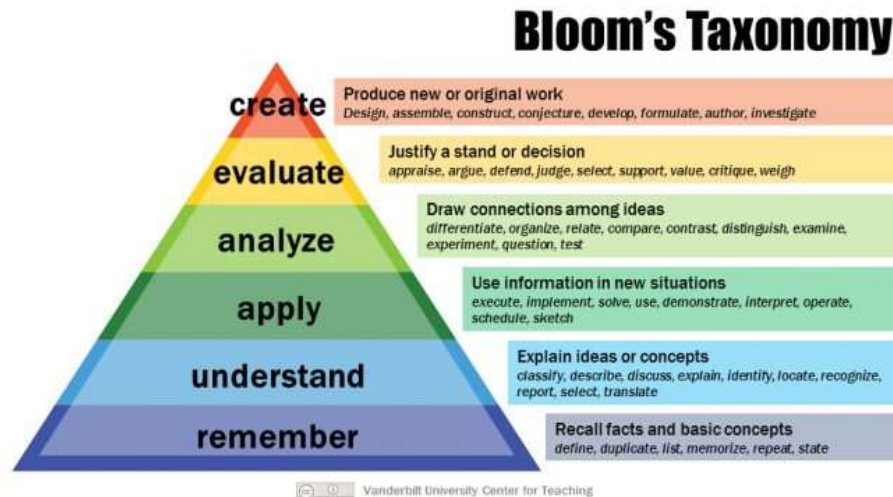 Bloom's Taxonomy
create
Produce new or original work
Design, assemble, construct, conjecture, develop, formulate, author, investigate
evaluate
Justify a stand or decision
appraise, argue, defend, judge, select, support, value, critique, weigh
analyze
Draw connections among ideas
differentiate, organize, relate, compare, contrast, distinguish, examine,
experiment, question, test
apply
Use information in new situations
execute, implement, solve, use, demonstrate, interpret, operate,
schedule, sketch
understand
Explain ideas or concepts
classify, describe, discuss, explain, identify, locate, recognize,
report, select, translate
remember
Recall facts and basic concepts
define, duplicate, list, memorize, repeat, state
Vanderbilt University Center for Teaching